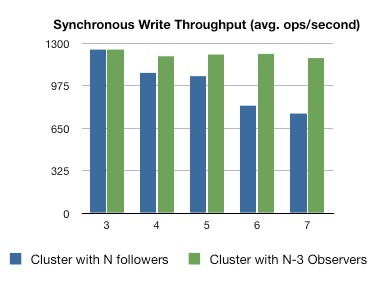 Synchronous Write Throughput (avg. ops/second)
1300
975
650
325
0
3 4 5 6 7
Cluster with N followers Cluster with N-3 Observers